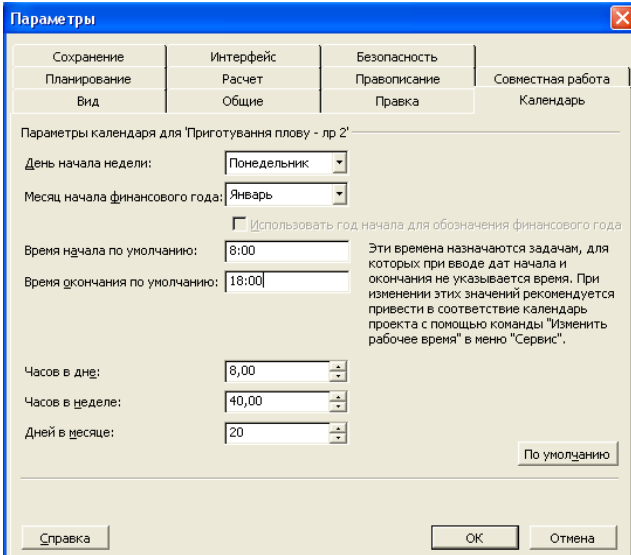 Параметры
Сохранение Интерфейс Безопасность
Планирование Расчет Правописание Совместная работа
Вид Общие Правка Календарь
Параметры календаря для 'Приготування плову - лр 2'
День начала недели: Понедельник
Месяц начала финансового года: Январь
Использовать год начала для обозначения финансового года
Время начала по умолчанию: 8:00
Время окончания по умолчанию: 18:00
Эти времена назначаются задачам, для
которых при вводе дат начала и
окончания не указывается время. При
изменении этих значений рекомендуется
привести в соответствие календарь
проекта с помощью команды "Изменить
рабочее время" в меню "Сервис".
Часов в дне: 8,00
Часов в неделе: 40,00
Дней в месяце: 20
По умолчанию
Справка ОК Отмена